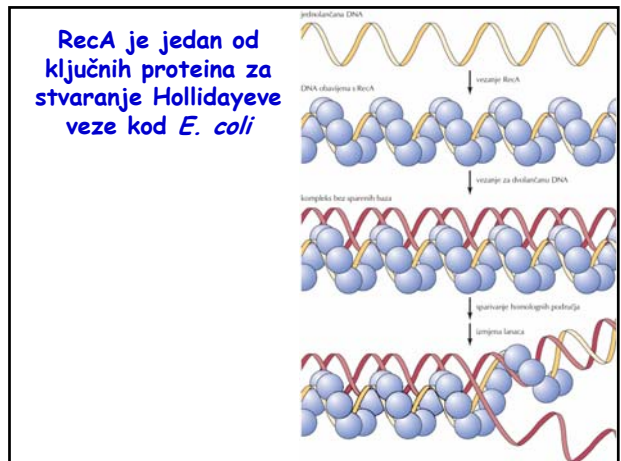 RecA je jedan od
ključnih proteina za
stvaranje Hollidayeve
veze kod E. coli
jednolančana DNA
vezanje RecA
DNA obavijena s RecA
vezanje za dvolančanu DNA
kompleks bez sparenih baza
sparivanje homolognih područja
izmjena lanaca